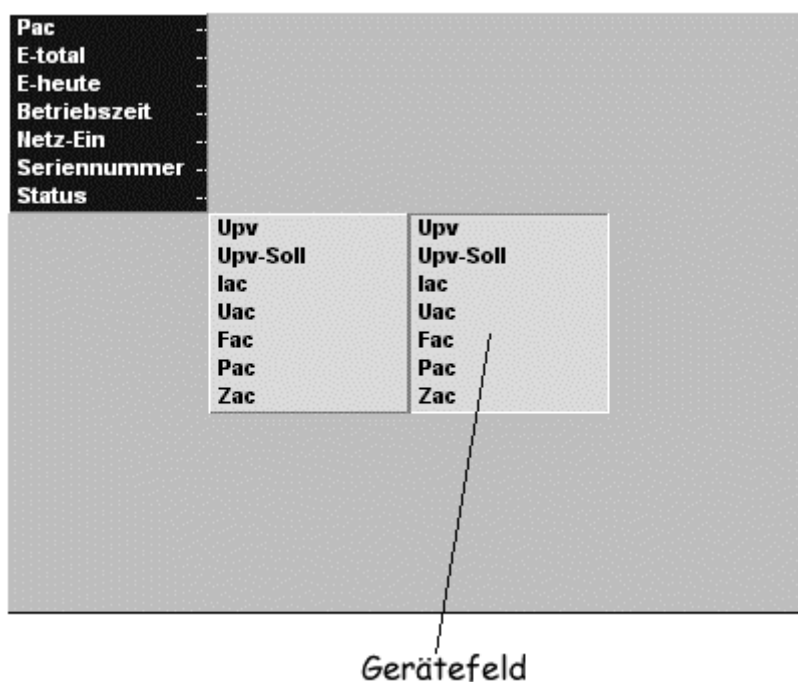 Pac --
E-total --
E-heute --
Betriebszeit --
Netz-Ein --
Seriennummer --
Status --
Upv
Upv-Soll
Iac
Uac
Fac
Pac
Zac
Upv
Upv-Soll
Iac
Uac
Fac
Pac
Zac
Gerätefeld